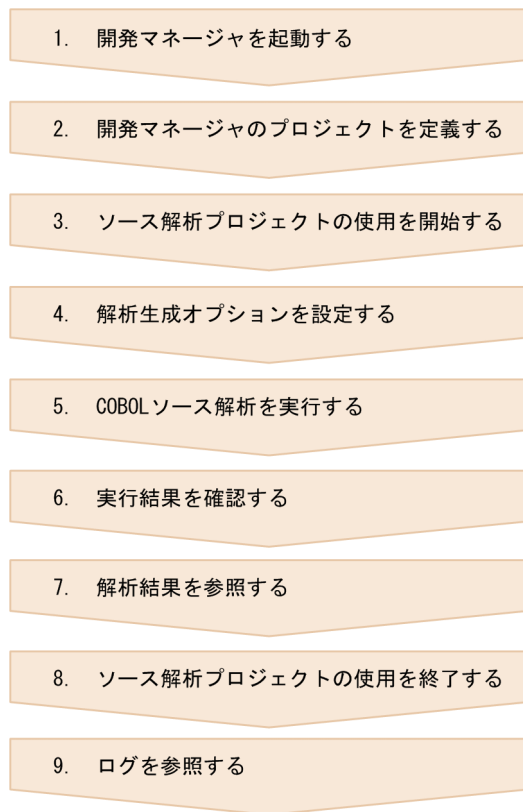 1. 開発マネージャを起動する
2. 開発マネージャのプロジェクトを定義する
3. ソース解析プロジェクトの使用を開始する
4. 解析生成オプションを設定する
5. COBOLソース解析を実行する
6. 実行結果を確認する
7. 解析結果を参照する
8. ソース解析プロジェクトの使用を終了する
9. ログを参照する